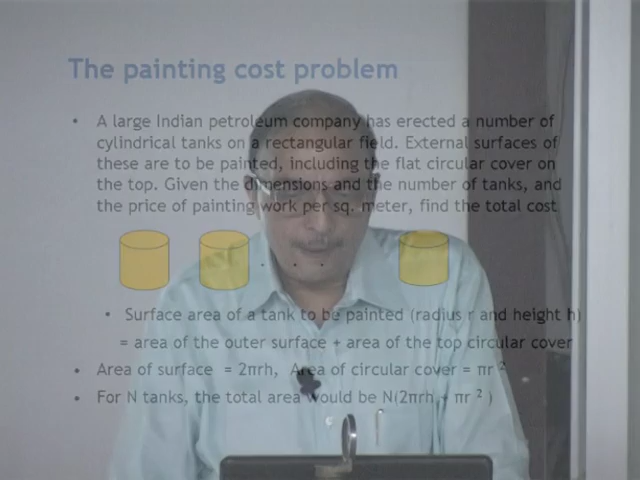 The painting cost problem
• A large Indian petroleum company has erected a number of
cylindrical tanks on a rectangular field. External surfaces of
these are to be painted, including the flat circular cover on
the top. Given the dimensions and the number of tanks, and
the price of painting work per sq. meter, find the total cost
. . .
• Surface area of a tank to be painted (radius r and height h)
= area of the outer surface + area of the top circular cover
• Area of surface = 2πrh, Area of circular cover = πr ²
• For N tanks, the total area would be N(2πrh + πr ² )